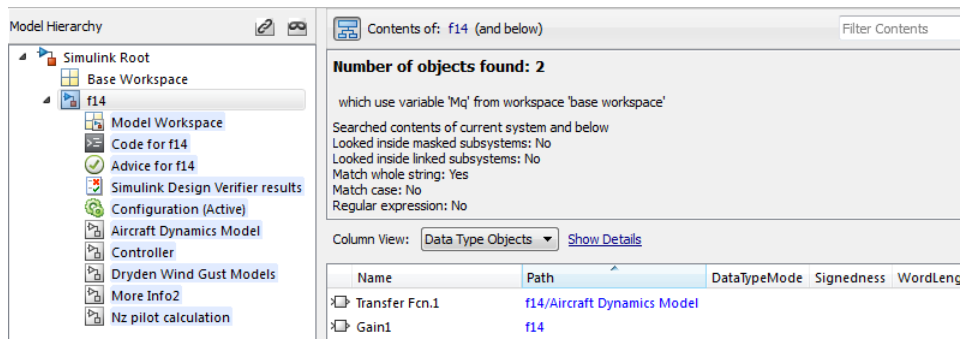 Model Hierarchy
Simulink Root
Base Workspace
f14
Model Workspace
Code for f14
Advice for f14
Simulink Design Verifier results
Configuration (Active)
Aircraft Dynamics Model
Controller
Dryden Wind Gust Models
More Info2
Nz pilot calculation
Contents of: f14 (and below) Filter Contents
Number of objects found: 2
which use variable 'Mq' from workspace 'base workspace'
Searched contents of current system and below
Looked inside masked subsystems: No
Looked inside linked subsystems: No
Match whole string: Yes
Match case: No
Regular expression: No
Column View: Data Type Objects Show Details
Name Path DataTypeMode Signedness WordLeng
Transfer Fcn.1 f14/Aircraft Dynamics Model
Gain1 f14